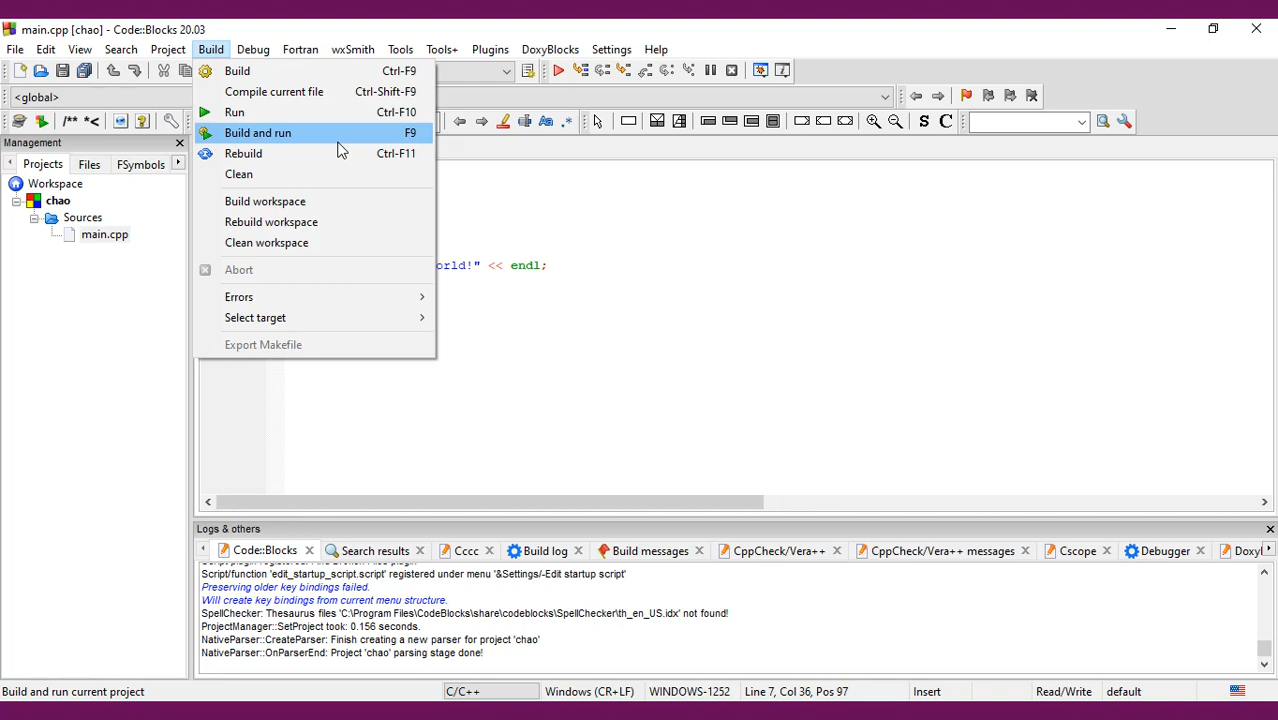 main.cpp [chao] - Code::Blocks 20.03
File Edit View Search Project Build Debug Fortran wxSmith Tools Tools+ Plugins DoxyBlocks Settings Help
<global>
/** *<
Aa .* S C
Management
Projects Files FSymbols
Workspace
chao
Sources
main.cpp
Build Ctrl-F9
Compile current file Ctrl-Shift-F9
Run Ctrl-F10
Build and run F9
Rebuild Ctrl-F11
Clean
Build workspace
Rebuild workspace
Clean workspace
Abort
Errors
Select target
Export Makefile
orld!" << endl;
Logs & others
Code::Blocks Search results Cccc Build log Build messages CppCheck/Vera++ CppCheck/Vera++ messages Cscope Debugger Doxy
Script/function 'edit_startup_script.script' registered under menu '&Settings/-Edit startup script'
Preserving older key bindings failed.
Will create key bindings from current menu structure.
SpellChecker: Thesaurus files 'C:\Program Files\CodeBlocks\share\codeblocks\SpellChecker\th_en_US.idx' not found!
ProjectManager::SetProject took: 0.156 seconds.
NativeParser::CreateParser: Finish creating a new parser for project 'chao'
NativeParser::OnParserEnd: Project 'chao' parsing stage done!
Build and run current project C/C++ Windows (CR+LF) WINDOWS-1252 Line 7, Col 36, Pos 97 Insert Read/Write default